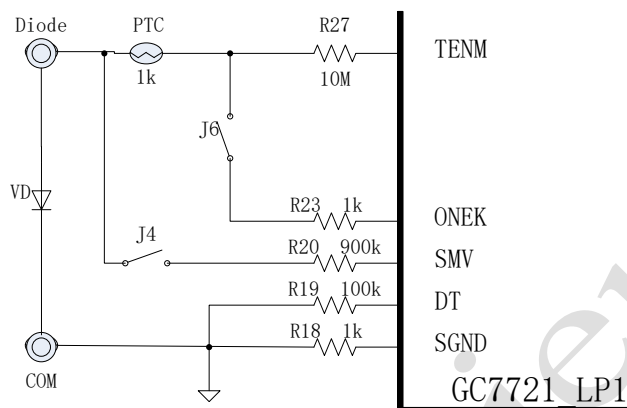 Diode
PTC
R27
TENM
1k
10M
J6
VD
R23 1k
ONEK
J4
R20 900k
SMV
R19 100k
DT
R18 1k
SGND
COM
GC7721_LP1